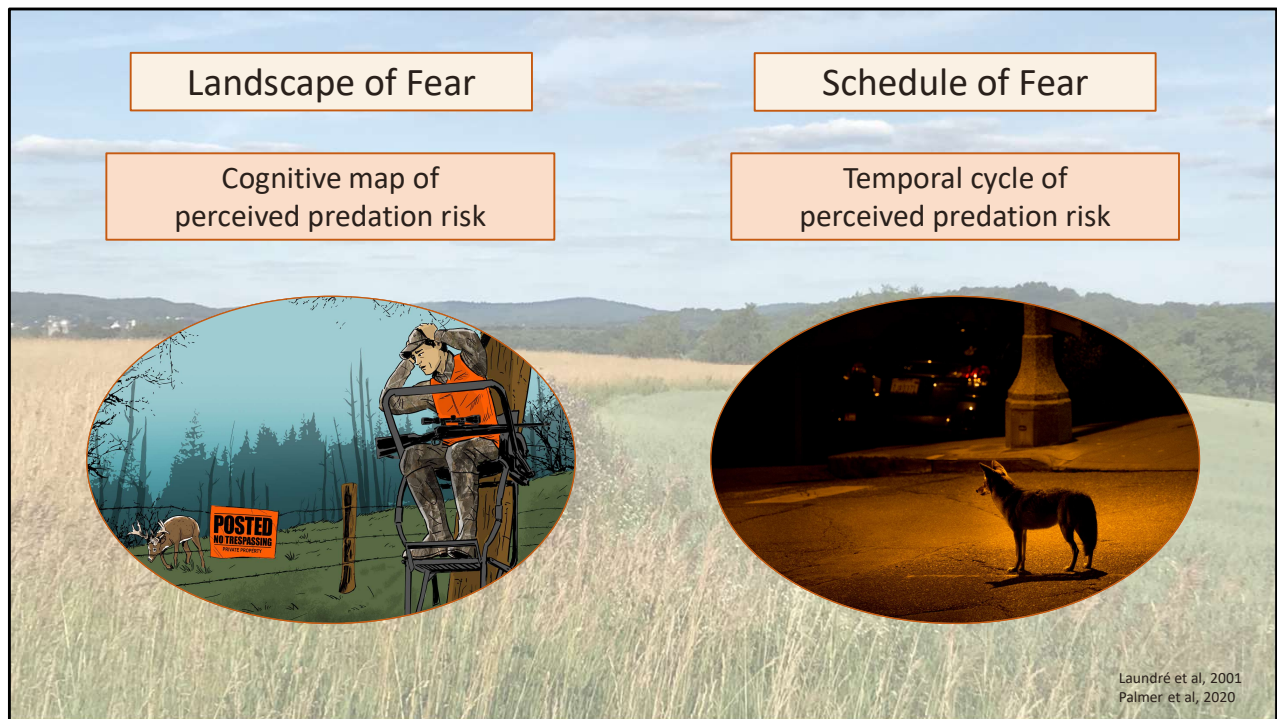 Landscape of Fear
Cognitive map of
perceived predation risk
POSTED
NO TRESPASSING
PRIVATE PROPERTY
Schedule of Fear
Temporal cycle of
perceived predation risk
Laundré et al, 2001
Palmer et al, 2020